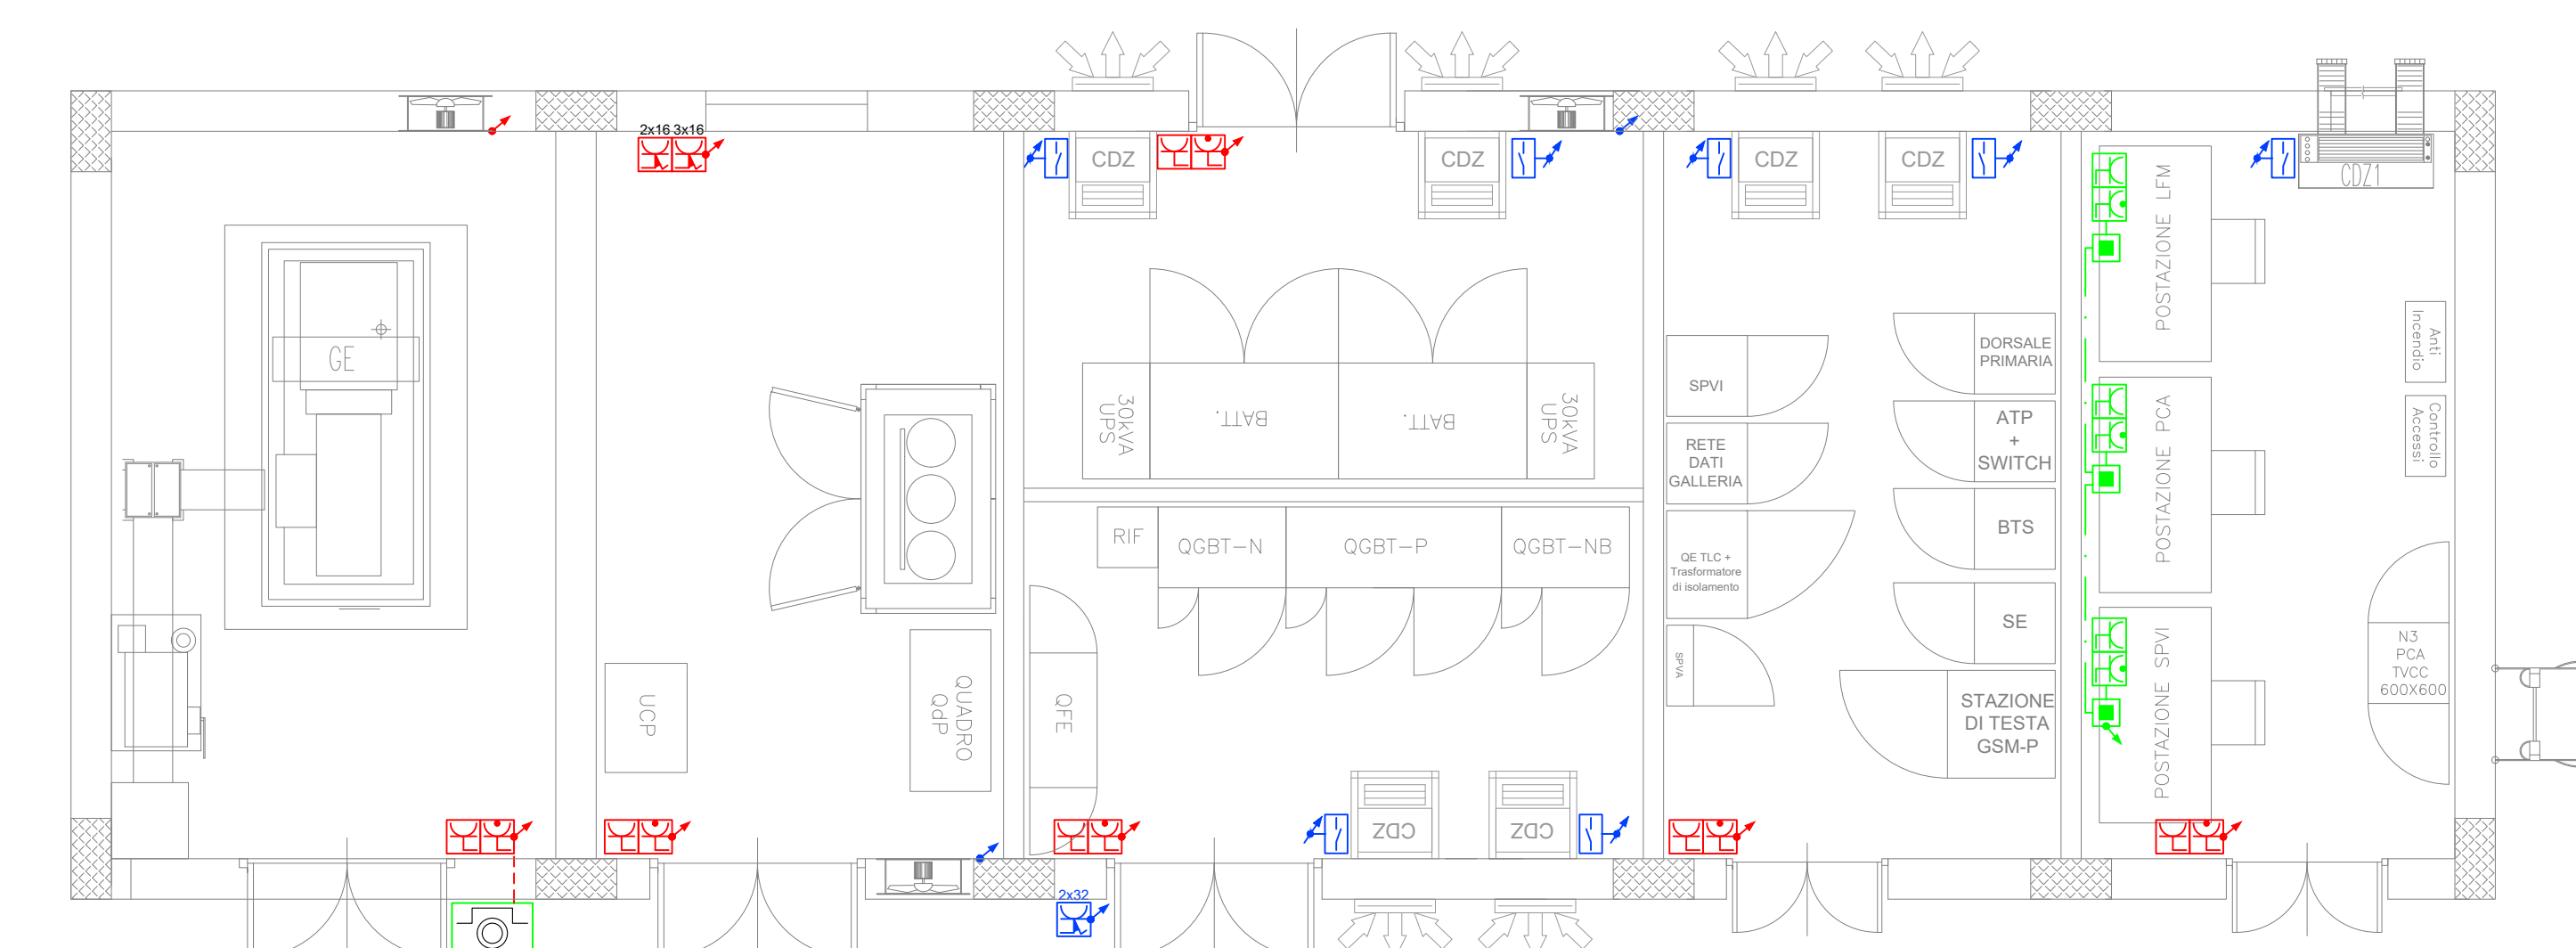 2x16 3x16
CDZ
CDZ
CDZ
CDZ
CDZ1
GE
30kVA
UPS
BATT.
BATT.
30kVA
UPS
RIF
QGBT-N
QGBT-P
QGBT-NB
UCP
QUADRO
QdP
QFE
CDZ
CDZ
2x32
SPVI
RETE
DATI
GALLERIA
QE TLC +
Trasformatore
di isolamento
SPVA
DORSALE
PRIMARIA
ATP
+
SWITCH
BTS
SE
STAZIONE
DI TESTA
GSM-P
POSTAZIONE LFM
POSTAZIONE PCA
POSTAZIONE SPVI
Anti
Incendio
Controllo
Accessi
N3
PCA
TVCC
600X600